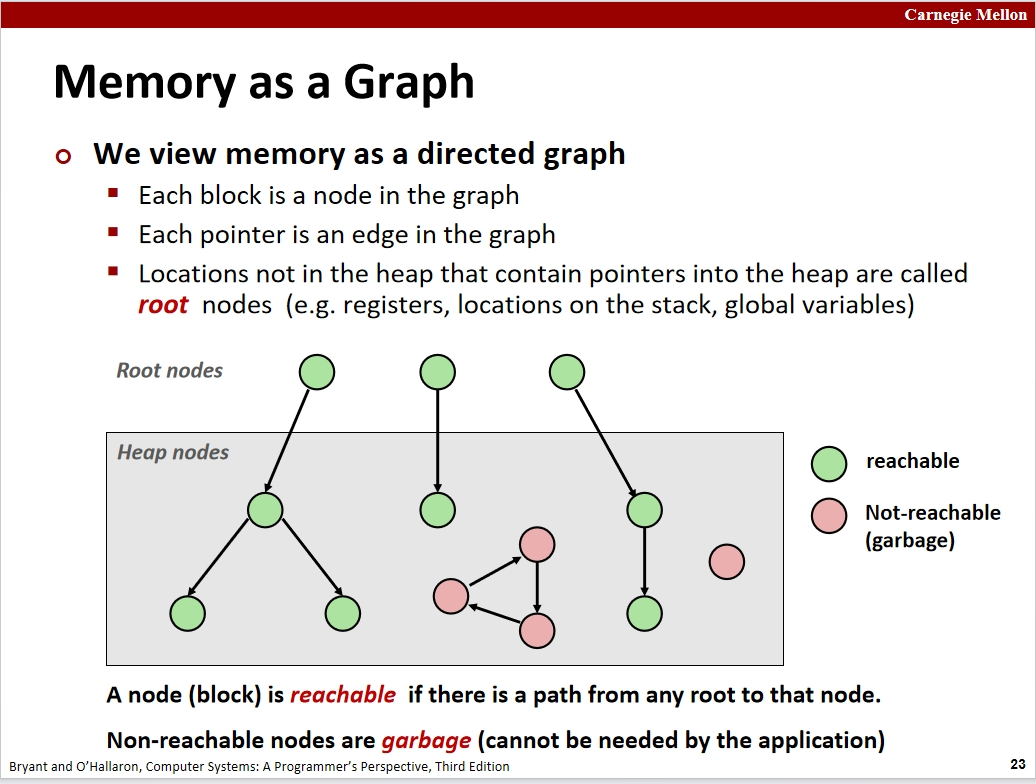 Carnegie Mellon
Memory as a Graph
We view memory as a directed graph
Each block is a node in the graph
Each pointer is an edge in the graph
Locations not in the heap that contain pointers into the heap are called
root nodes (e.g. registers, locations on the stack, global variables)
Root nodes
Heap nodes
reachable
Not-reachable
(garbage)
A node (block) is reachable if there is a path from any root to that node.
Non-reachable nodes are garbage (cannot be needed by the application)
Bryant and O’Hallaron, Computer Systems: A Programmer’s Perspective, Third Edition
23